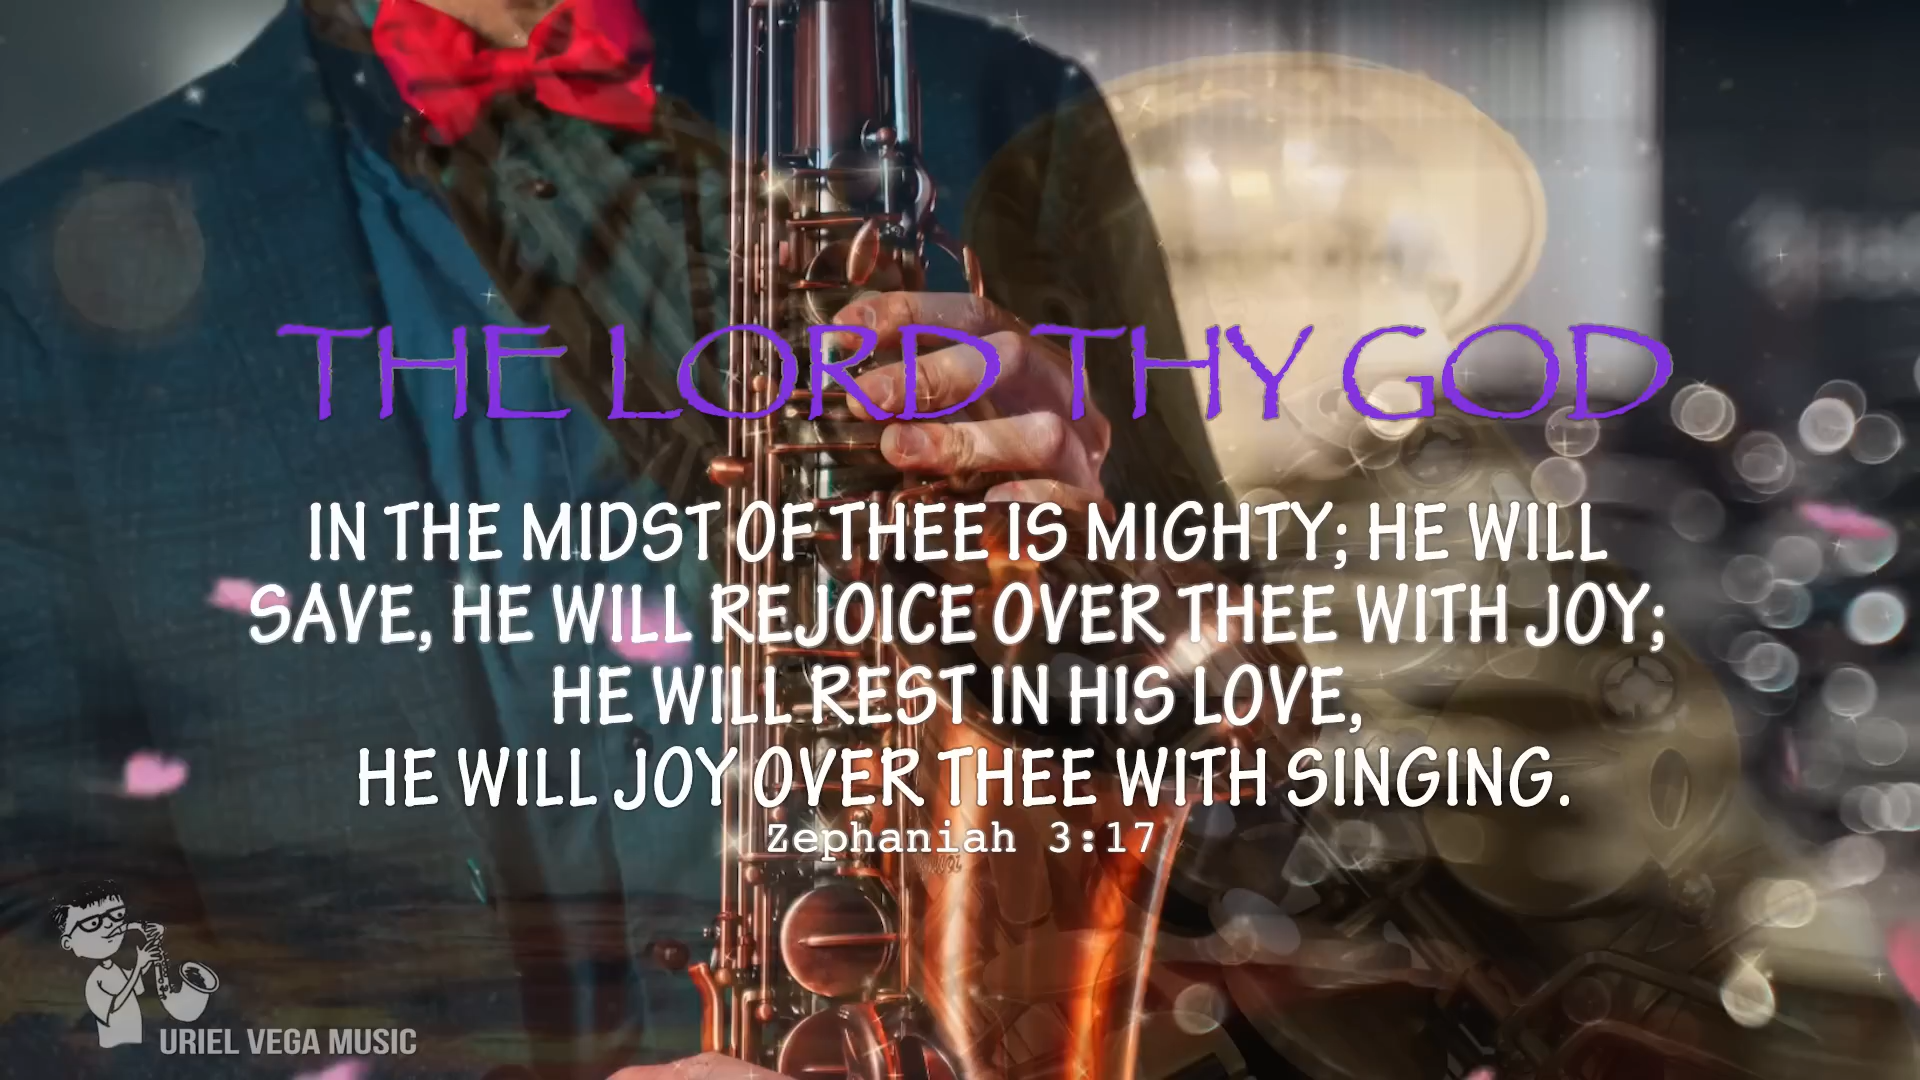 THE LORD THY GOD
IN THE MIDST OF THEE IS MIGHTY; HE WILL
SAVE, HE WILL REJOICE OVER THEE WITH JOY;
HE WILL REST IN HIS LOVE,
HE WILL JOY OVER THEE WITH SINGING.
Zephaniah 3:17
URIEL VEGA MUSIC